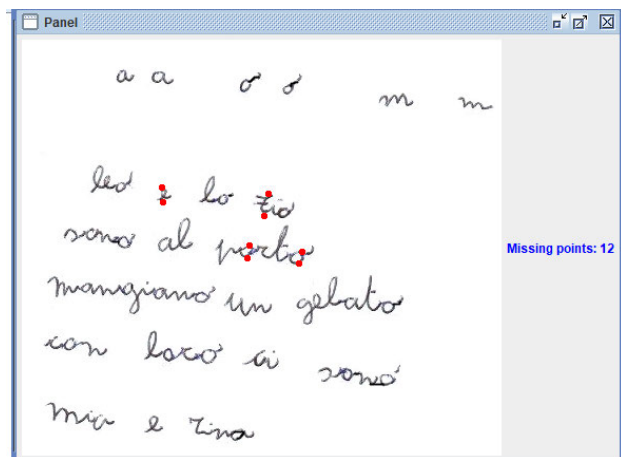 Panel
a a o o m m
leo e lo zio
sono al porto
Missing points: 12
mangiano un gelato
con loro ci sono
mia e zina